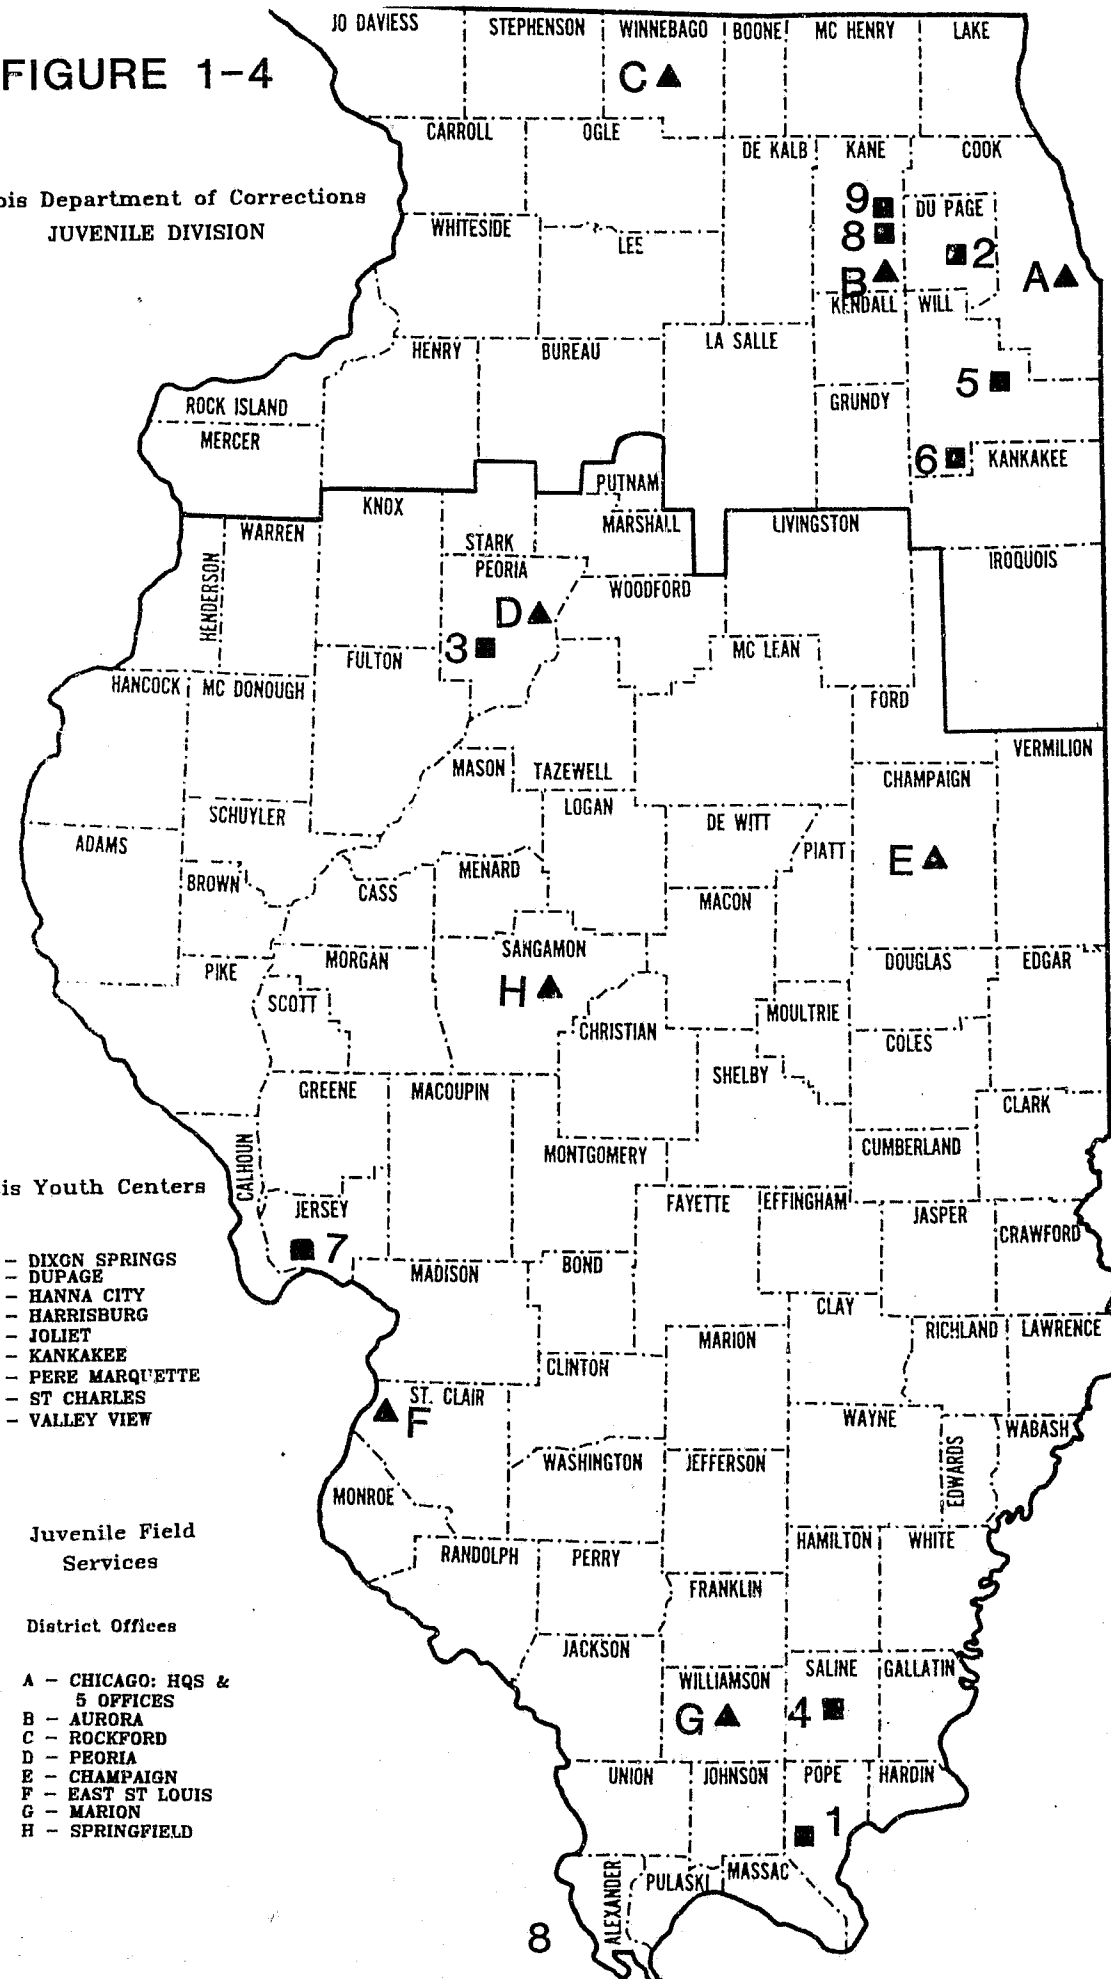 FIGURE 1-4
ois Department of Corrections
JUVENILE DIVISION
JO DAVIESS
STEPHENSON
WINNEBAGO
BOONE
MC HENRY
LAKE
C
CARROLL
OGLE
DE KALB
KANE
COOK
9
DU PAGE
8
2
WHITESIDE
LEE
B
A
KENDALL
WILL
HENRY
BUREAU
LA SALLE
5
ROCK ISLAND
GRUNDY
MERCER
6
KANKAKEE
PUTNAM
KNOX
MARSHALL
LIVINGSTON
WARREN
STARK
IROQUOIS
HENDERSON
PEORIA
WOODFORD
D
3
FULTON
MC LEAN
HANCOCK
MC DONOUGH
FORD
VERMILION
MASON
TAZEWELL
CHAMPAIGN
LOGAN
SCHUYLER
DE WITT
ADAMS
PIATT
E
BROWN
CASS
MENARD
MACON
SANGAMON
PIKE
MORGAN
DOUGLAS
EDGAR
H
SCOTT
CHRISTIAN
MOULTRIE
COLES
SHELBY
GREENE
MACOUPIN
CLARK
CALHOUN
MONTGOMERY
CUMBERLAND
is Youth Centers
JERSEY
FAYETTE
EFFINGHAM
JASPER
CRAWFORD
7
- DIXON SPRINGS
- DUPAGE
- HANNA CITY
- HARRISBURG
- JOLIET
- KANKAKEE
- PERE MARQUETTE
- ST CHARLES
- VALLEY VIEW
MADISON
BOND
CLAY
RICHLAND
LAWRENCE
MARION
CLINTON
ST. CLAIR
F
WAYNE
WABASH
EDWARDS
WASHINGTON
JEFFERSON
MONROE
Juvenile Field
Services
RANDOLPH
PERRY
HAMILTON
WHITE
FRANKLIN
District Offices
JACKSON
SALINE
GALLATIN
WILLIAMSON
G
4
A - CHICAGO: HQS &
5 OFFICES
B - AURORA
C - ROCKFORD
D - PEORIA
E - CHAMPAIGN
F - EAST ST LOUIS
G - MARION
H - SPRINGFIELD
UNION
JOHNSON
POPE
HARDIN
1
ALEXANDER
PULASKI
MASSAC
8